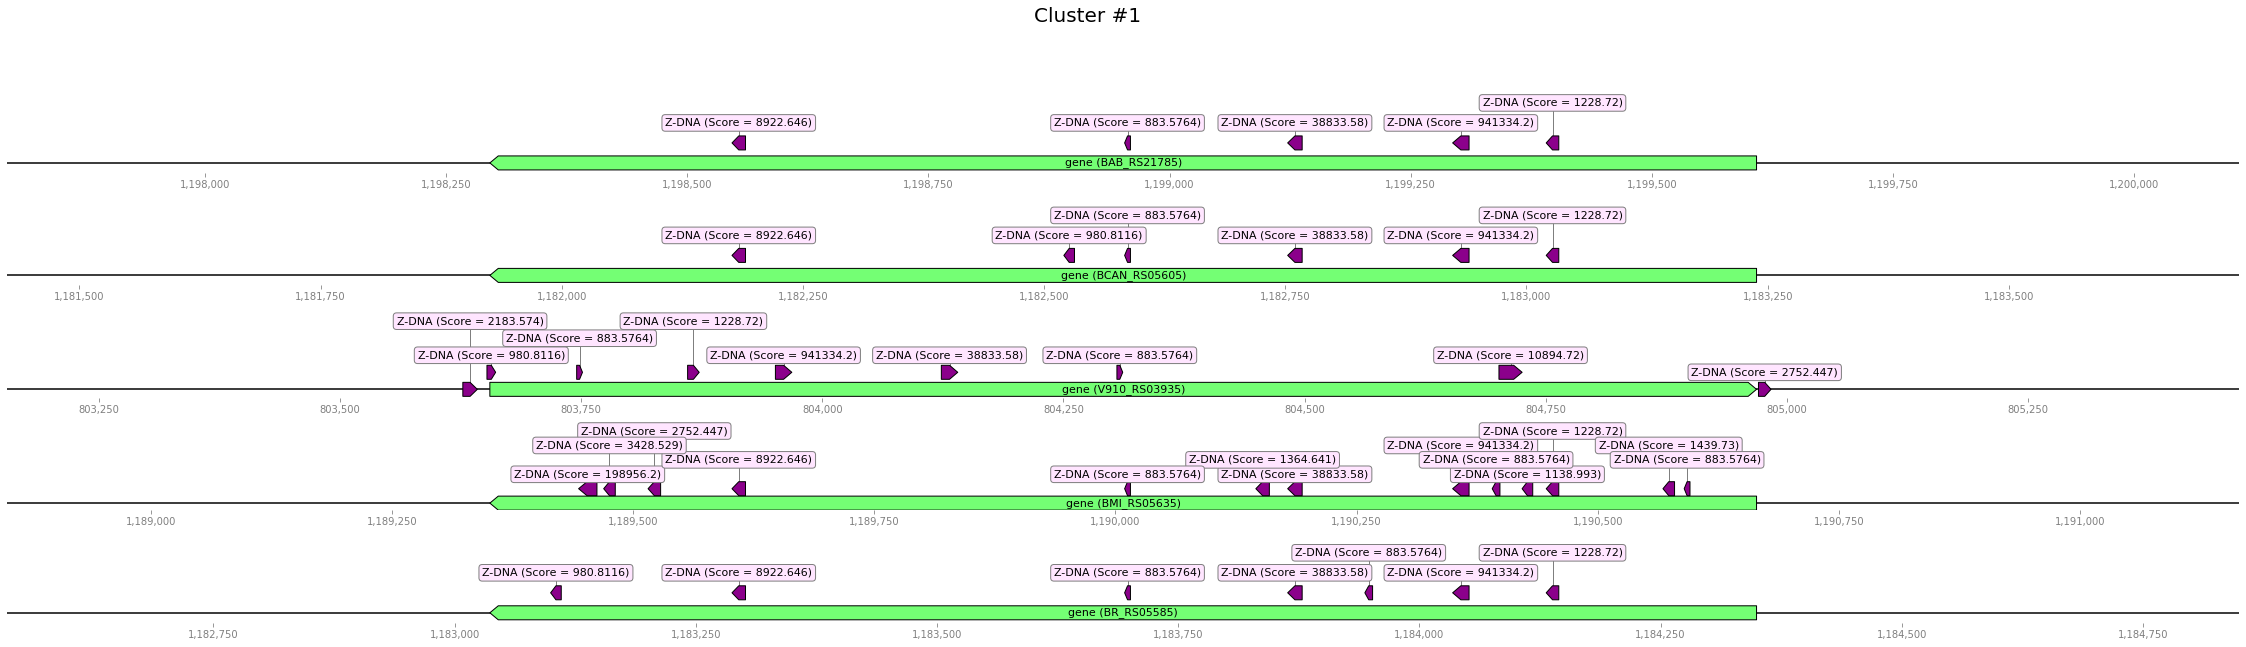 Cluster #1
Z-DNA (Score = 1228.72)
Z-DNA (Score = 8922.646) Z-DNA (Score = 883.5764) Z-DNA (Score = 38833.58) Z-DNA (Score = 941334.2)
gene (BAB_RS21785)
1,198,000 1,198,250 1,198,500 1,198,750 1,199,000 1,199,250 1,199,500 1,199,750 1,200,000
Z-DNA (Score = 883.5764) Z-DNA (Score = 1228.72)
Z-DNA (Score = 8922.646) Z-DNA (Score = 980.8116) Z-DNA (Score = 38833.58) Z-DNA (Score = 941334.2)
gene (BCAN_RS05605)
1,181,500 1,181,750 1,182,000 1,182,250 1,182,500 1,182,750 1,183,000 1,183,250 1,183,500
Z-DNA (Score = 2183.574) Z-DNA (Score = 1228.72)
Z-DNA (Score = 883.5764)
Z-DNA (Score = 980.8116) Z-DNA (Score = 941334.2) Z-DNA (Score = 38833.58) Z-DNA (Score = 883.5764) Z-DNA (Score = 10894.72)
Z-DNA (Score = 2752.447)
gene (V910_RS03935)
803,250 803,500 803,750 804,000 804,250 804,500 804,750 805,000 805,250
Z-DNA (Score = 2752.447) Z-DNA (Score = 1228.72)
Z-DNA (Score = 3428.529) Z-DNA (Score = 941334.2) Z-DNA (Score = 1439.73)
Z-DNA (Score = 8922.646) Z-DNA (Score = 1364.641) Z-DNA (Score = 883.5764) Z-DNA (Score = 883.5764)
Z-DNA (Score = 198956.2) Z-DNA (Score = 883.5764) Z-DNA (Score = 38833.58) Z-DNA (Score = 1138.993)
gene (BMI_RS05635)
1,189,000 1,189,250 1,189,500 1,189,750 1,190,000 1,190,250 1,190,500 1,190,750 1,191,000
Z-DNA (Score = 883.5764) Z-DNA (Score = 1228.72)
Z-DNA (Score = 980.8116) Z-DNA (Score = 8922.646) Z-DNA (Score = 883.5764) Z-DNA (Score = 38833.58) Z-DNA (Score = 941334.2)
gene (BR_RS05585)
1,182,750 1,183,000 1,183,250 1,183,500 1,183,750 1,184,000 1,184,250 1,184,500 1,184,750